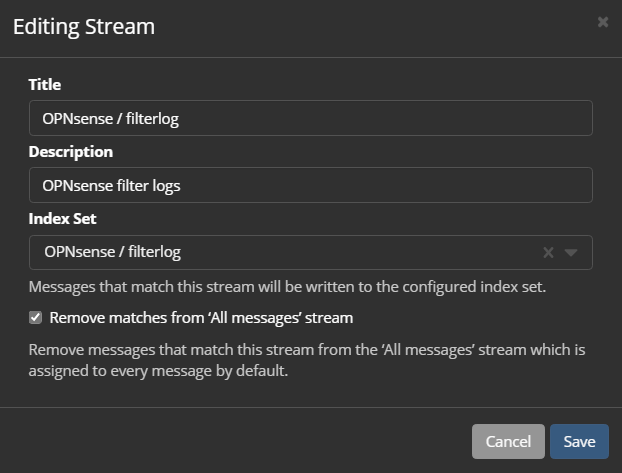 Editing Stream
Title
OPNsense / filterlog
Description
OPNsense filter logs
Index Set
OPNsense / filterlog
Messages that match this stream will be written to the configured index set.
Remove matches from ‘All messages’ stream
Remove messages that match this stream from the ‘All messages’ stream which is
assigned to every message by default.
Cancel Save